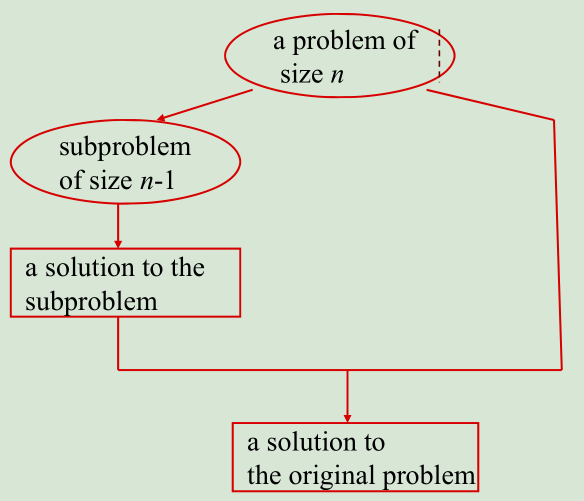 a problem of
size n
subproblem
of size n-1
a solution to the
subproblem
a solution to
the original problem